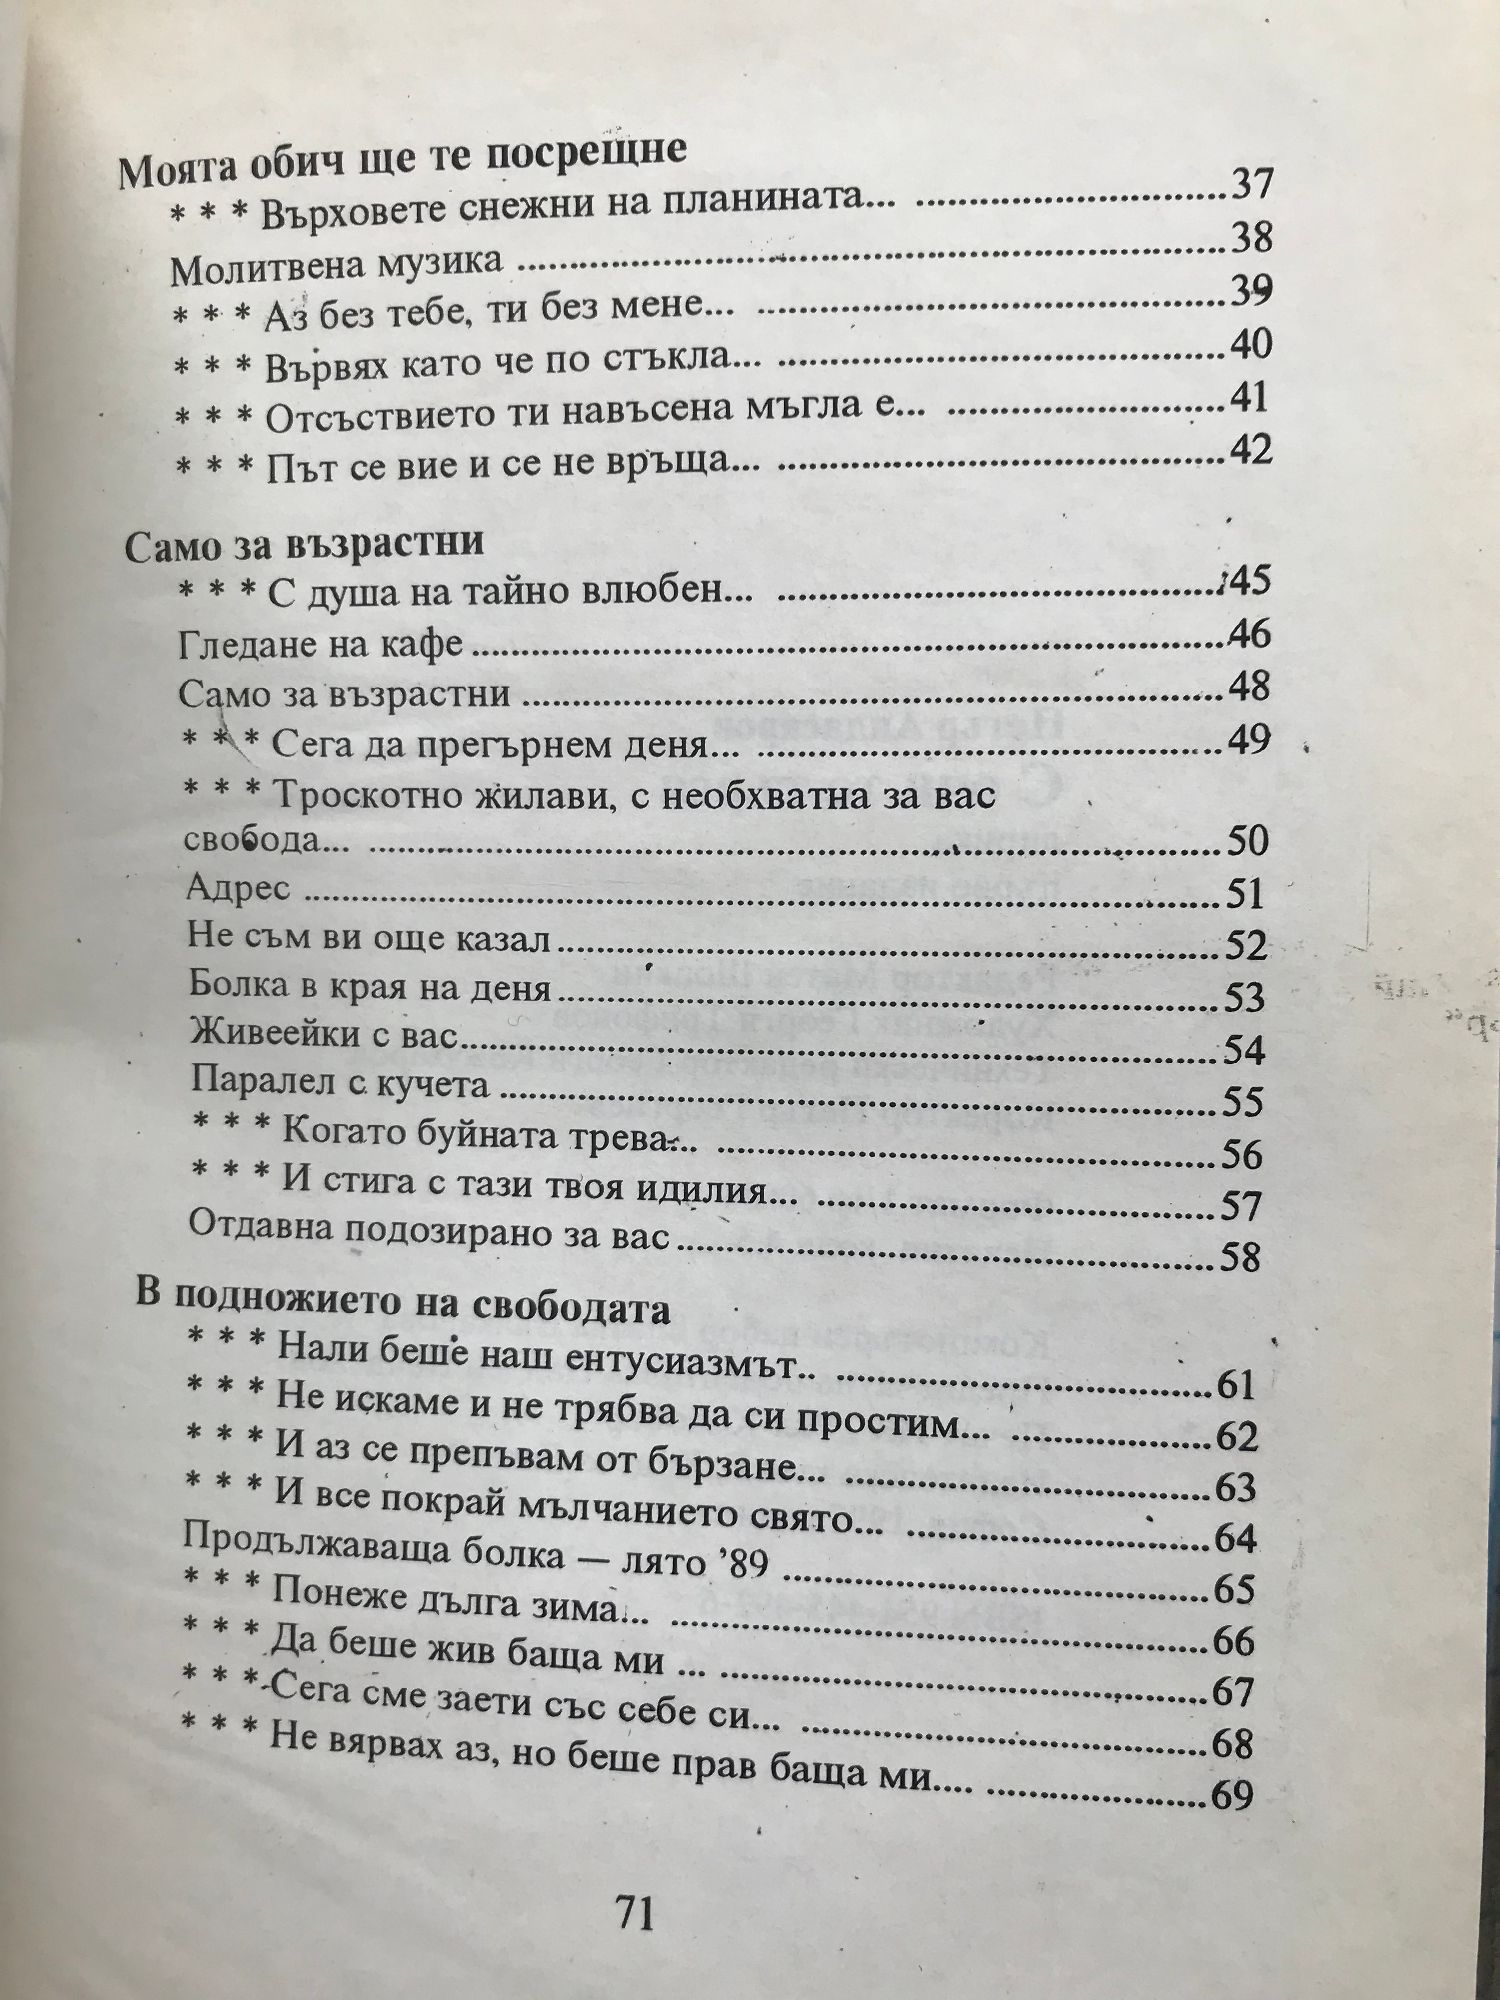 Моята обич ще те посрещне
* * * Върховете снежни на планината... ..............................37
Молитвена музика ..............................38
* * * Аз без тебе, ти без мене... ..............................39
* * * Вървях като че по стъкла... ..............................40
* * * Отсъствието ти навъсена мъгла е... ..............................41
* * * Път се вие и се не връща... ..............................42
Само за възрастни
* * * С душа на тайно влюбен... ..............................45
Гледане на кафе ..............................46
Само за възрастни ..............................48
* * * Сега да прегърнем деня... ..............................49
* * * Троскотно жилави, с необхватна за вас
свобода... ..............................50
Адрес ..............................51
Не съм ви още казал ..............................52
Болка в края на деня ..............................53
Живеейки с вас ..............................54
Паралел с кучета ..............................55
* * * Когато буйната трева... ..............................56
* * * И стига с тази твоя идилия... ..............................57
Отдавна подозирано за вас ..............................58
В подножието на свободата
* * * Нали беше наш ентусиазмът.. ..............................61
* * * Не искаме и не трябва да си простим... ..............................62
* * * И аз се препъвам от бързане... ..............................63
* * * И все покрай мълчанието свято... ..............................64
Продължаваща болка — лято ’89 ..............................65
* * * Понеже дълга зима... ..............................66
* * * Да беше жив баща ми ... ..............................67
* * * Сега сме заети със себе си... ..............................68
* * * Не вярвах аз, но беше прав баща ми.... ..............................69
71